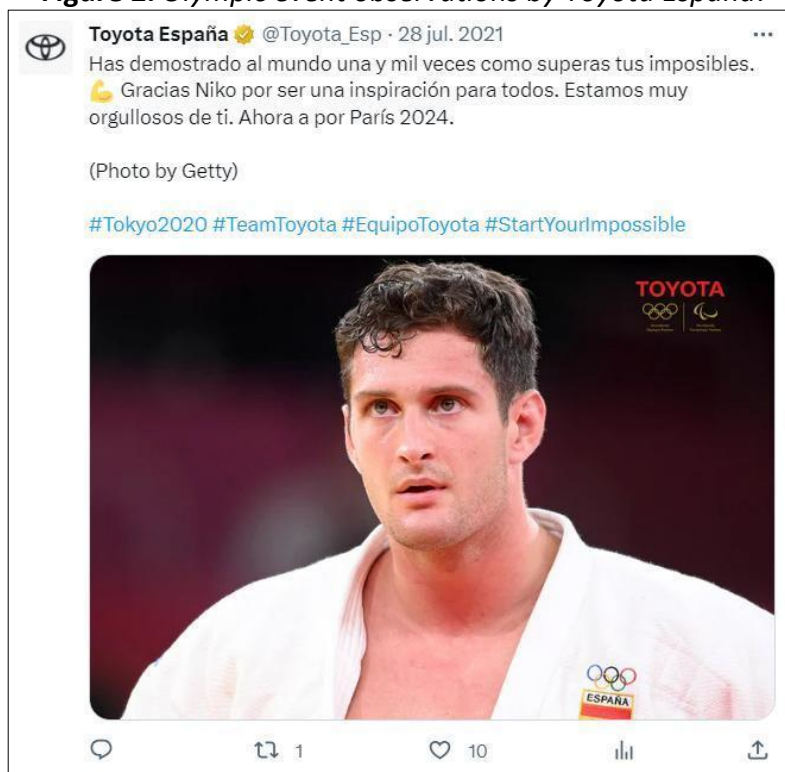 Figure 2. Olympic event observations by Toyota España.
Toyota España @Toyota_Esp · 28 jul. 2021
Has demostrado al mundo una y mil veces como superas tus imposibles.
Gracias Niko por ser una inspiración para todos. Estamos muy
orgullosos de ti. Ahora a por París 2024.
(Photo by Getty)
#Tokyo2020 #TeamToyota #EquipoToyota #StartYourImpossible
TOYOTA
ESPAÑA
1
10